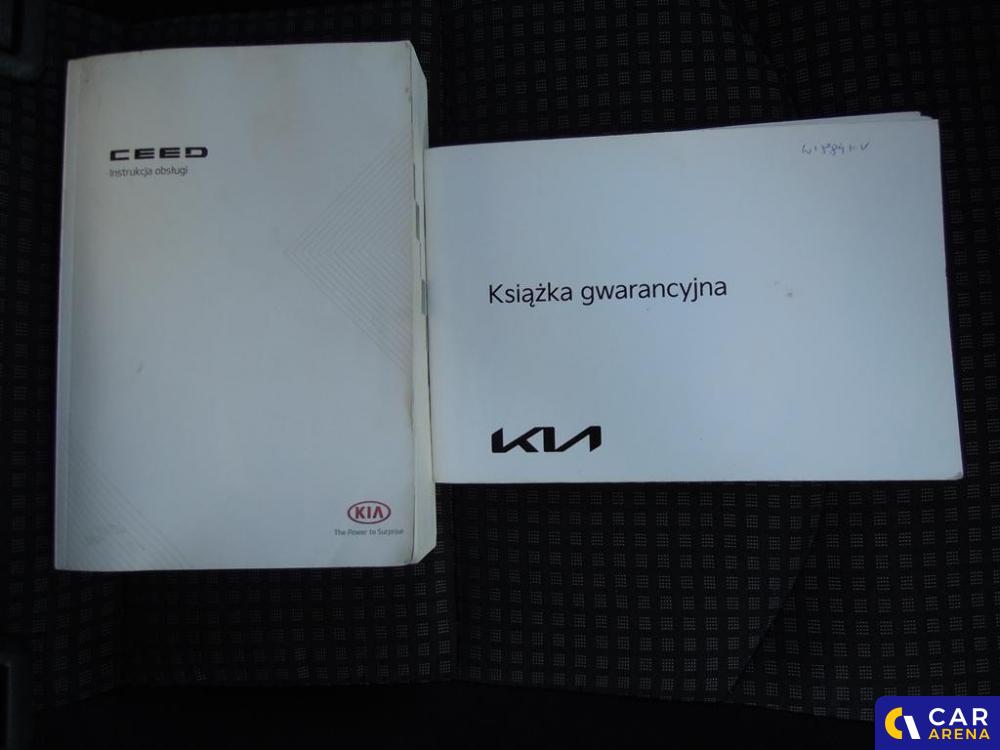 CEED
Instrukcja obsługi
KIA
The Power to Surprise
Książka gwarancyjna
KIA
CAR
ARENA